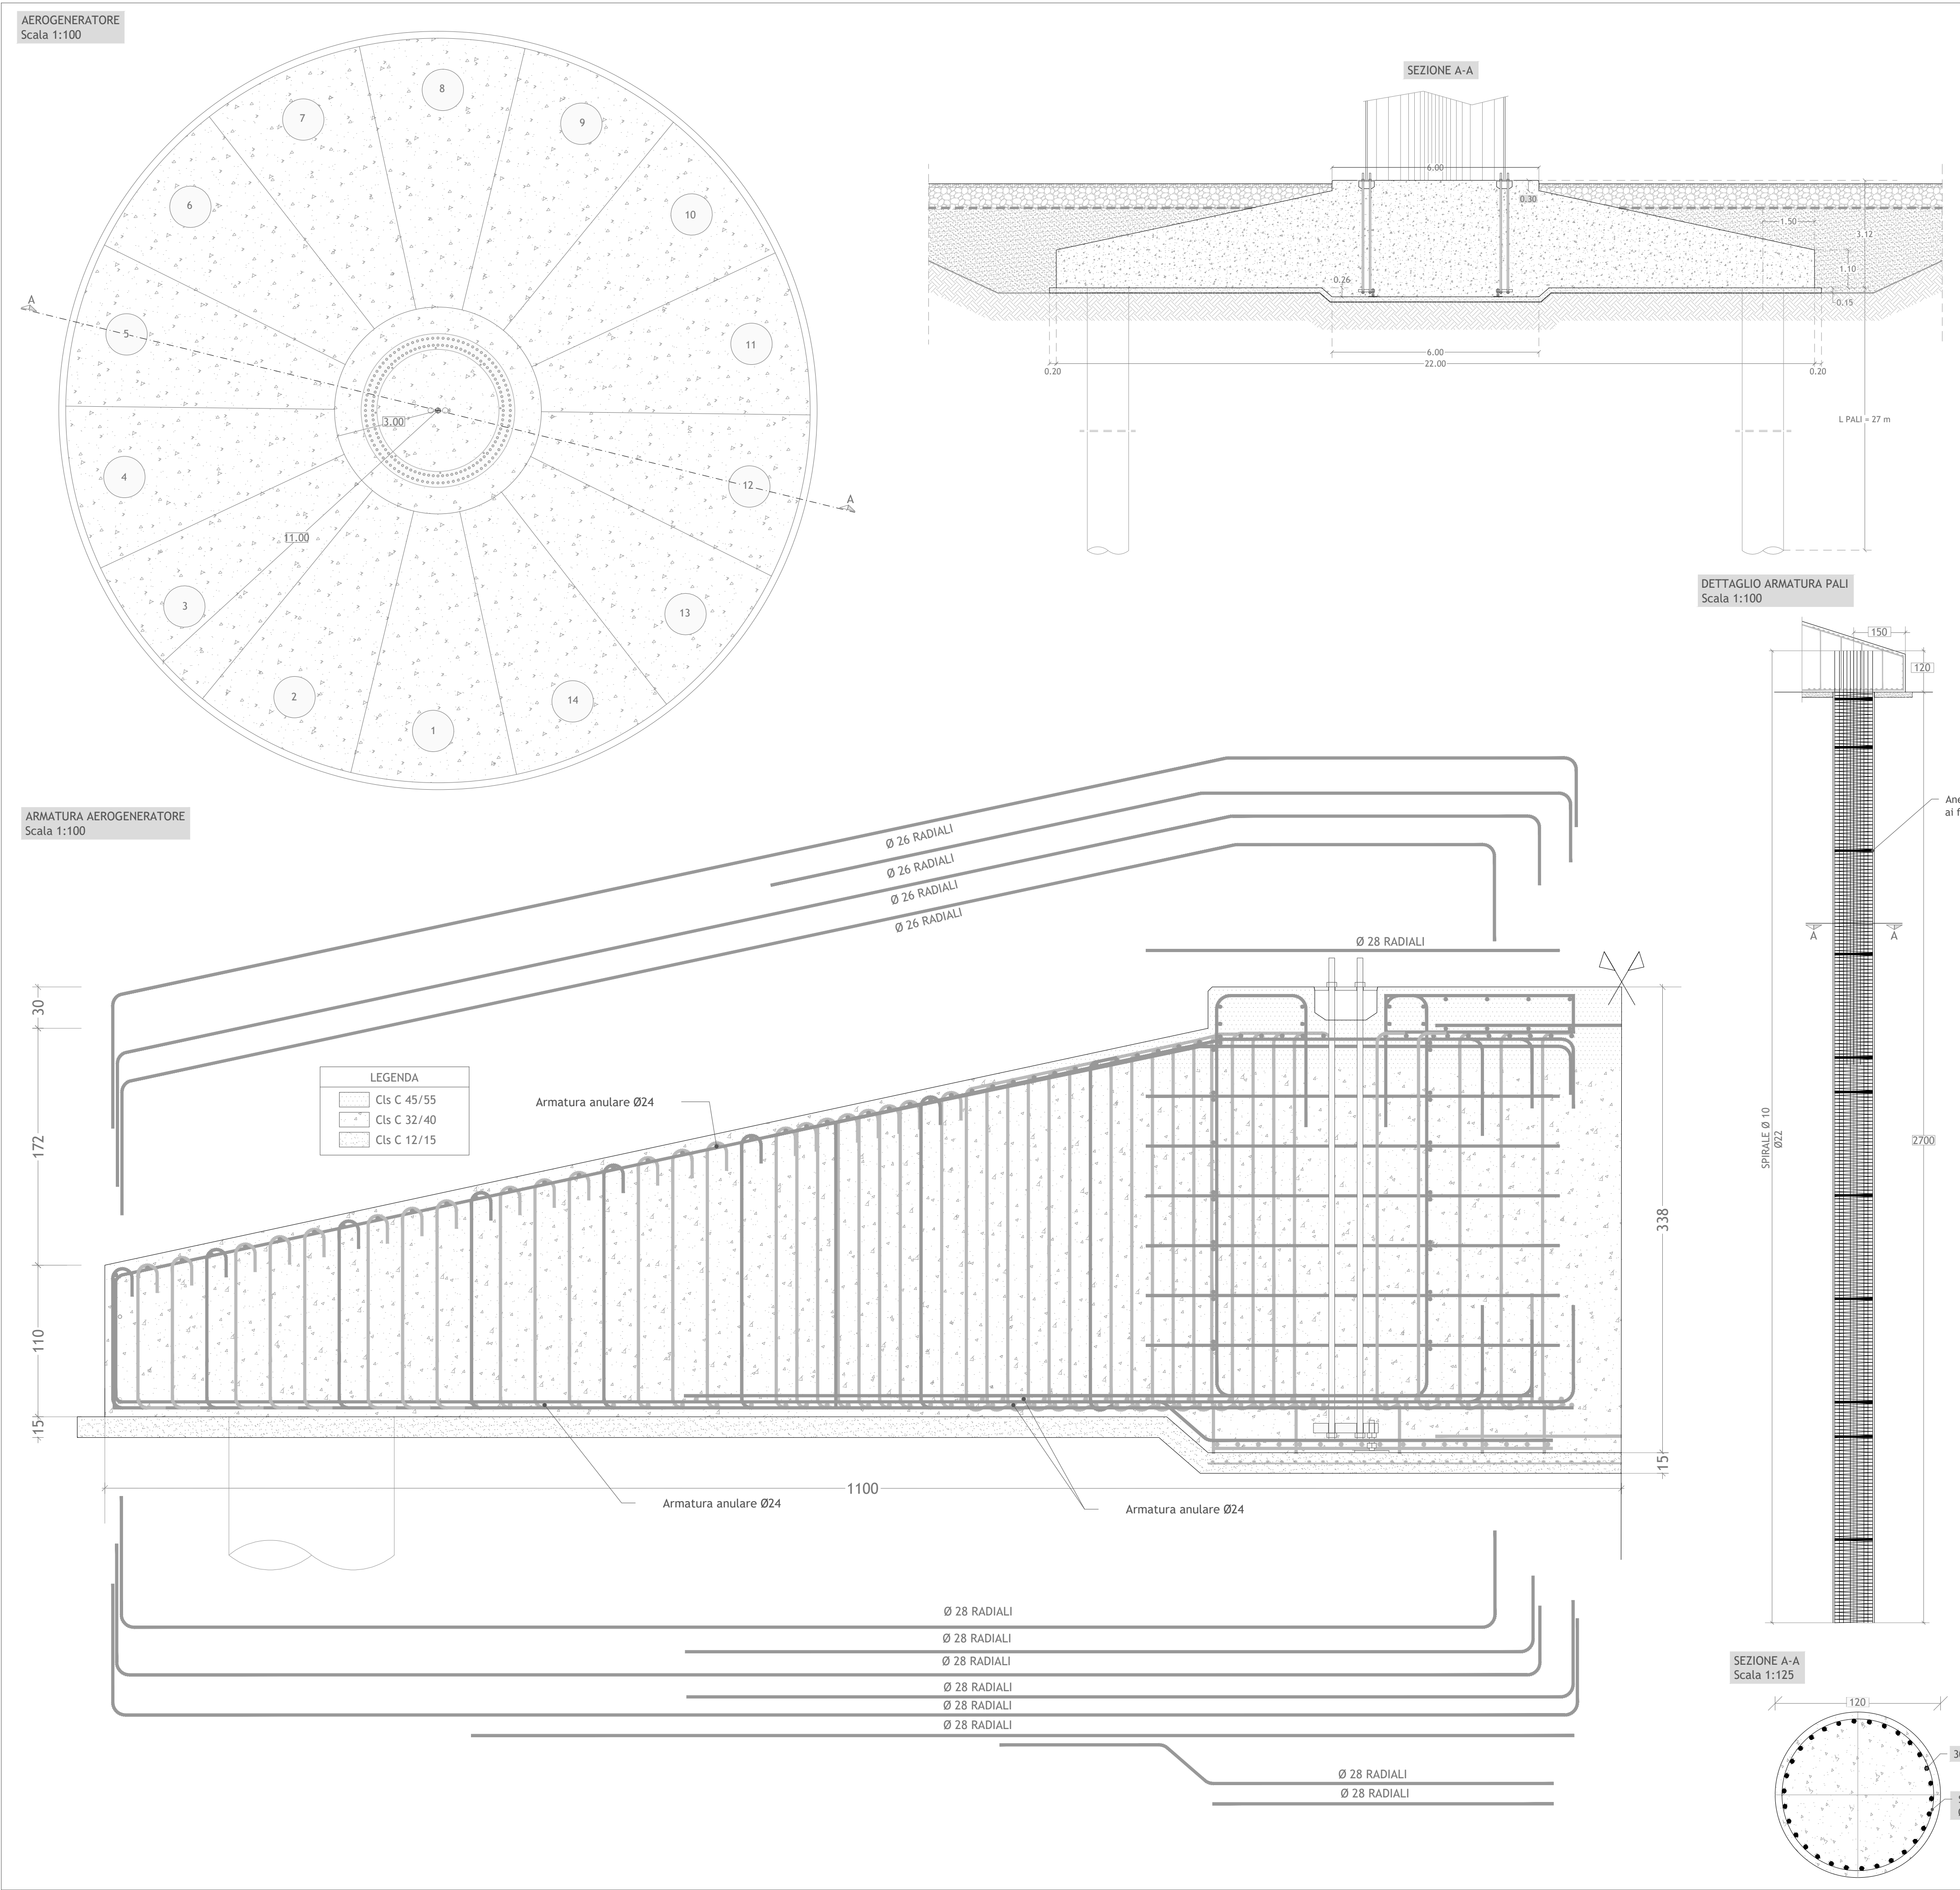 AEROGENERATORE
Scala 1:100
8
7
9
6
10
5
11
4
12
3
13
2
14
1
3.00
11.00
A
A
SEZIONE A-A
6.00
0.30
1.50
3.12
1.10
0.26
0.15
6.00
22.00
0.20
0.20
L PALI = 27 m
DETTAGLIO ARMATURA PALI
Scala 1:100
150
120
A
A
SPIRALE Ø 10
Ø22
2700
ARMATURA AEROGENERATORE
Scala 1:100
Ø 26 RADIALI
Ø 26 RADIALI
Ø 26 RADIALI
Ø 26 RADIALI
Ø 28 RADIALI
30
172
110
15
LEGENDA
Cls C 45/55
Cls C 32/40
Cls C 12/15
Armatura anulare Ø24
338
15
1100
Armatura anulare Ø24
Armatura anulare Ø24
Ø 28 RADIALI
Ø 28 RADIALI
Ø 28 RADIALI
Ø 28 RADIALI
Ø 28 RADIALI
Ø 28 RADIALI
Ø 28 RADIALI
Ø 28 RADIALI
SEZIONE A-A
Scala 1:125
120